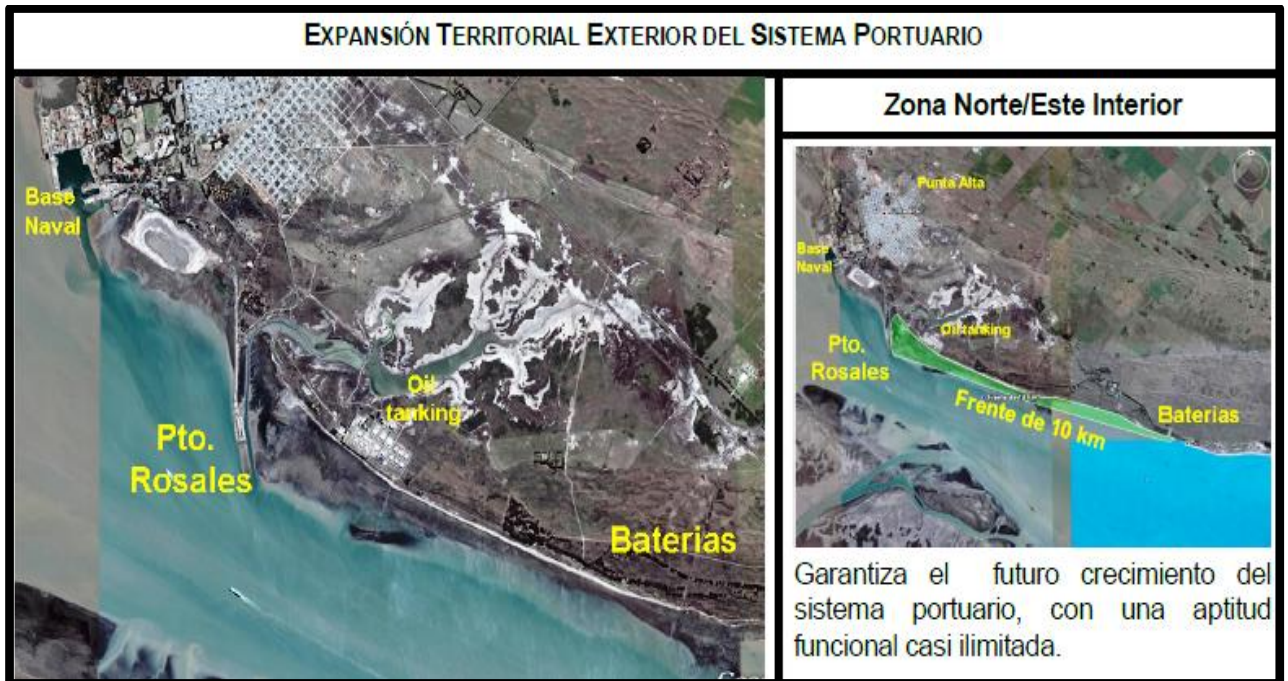 EXPANSIÓN TERRITORIAL EXTERIOR DEL SISTEMA PORTUARIO
Base
Naval
Oil
tanking
Pto.
Rosales
Baterias
Zona Norte/Este Interior
Punta Alta
Base
Naval
Oil tanking
Pto.
Rosales
Frente de 10 km
Baterias
Garantiza el futuro crecimiento del
sistema portuario, con una aptitud
funcional casi ilimitada.